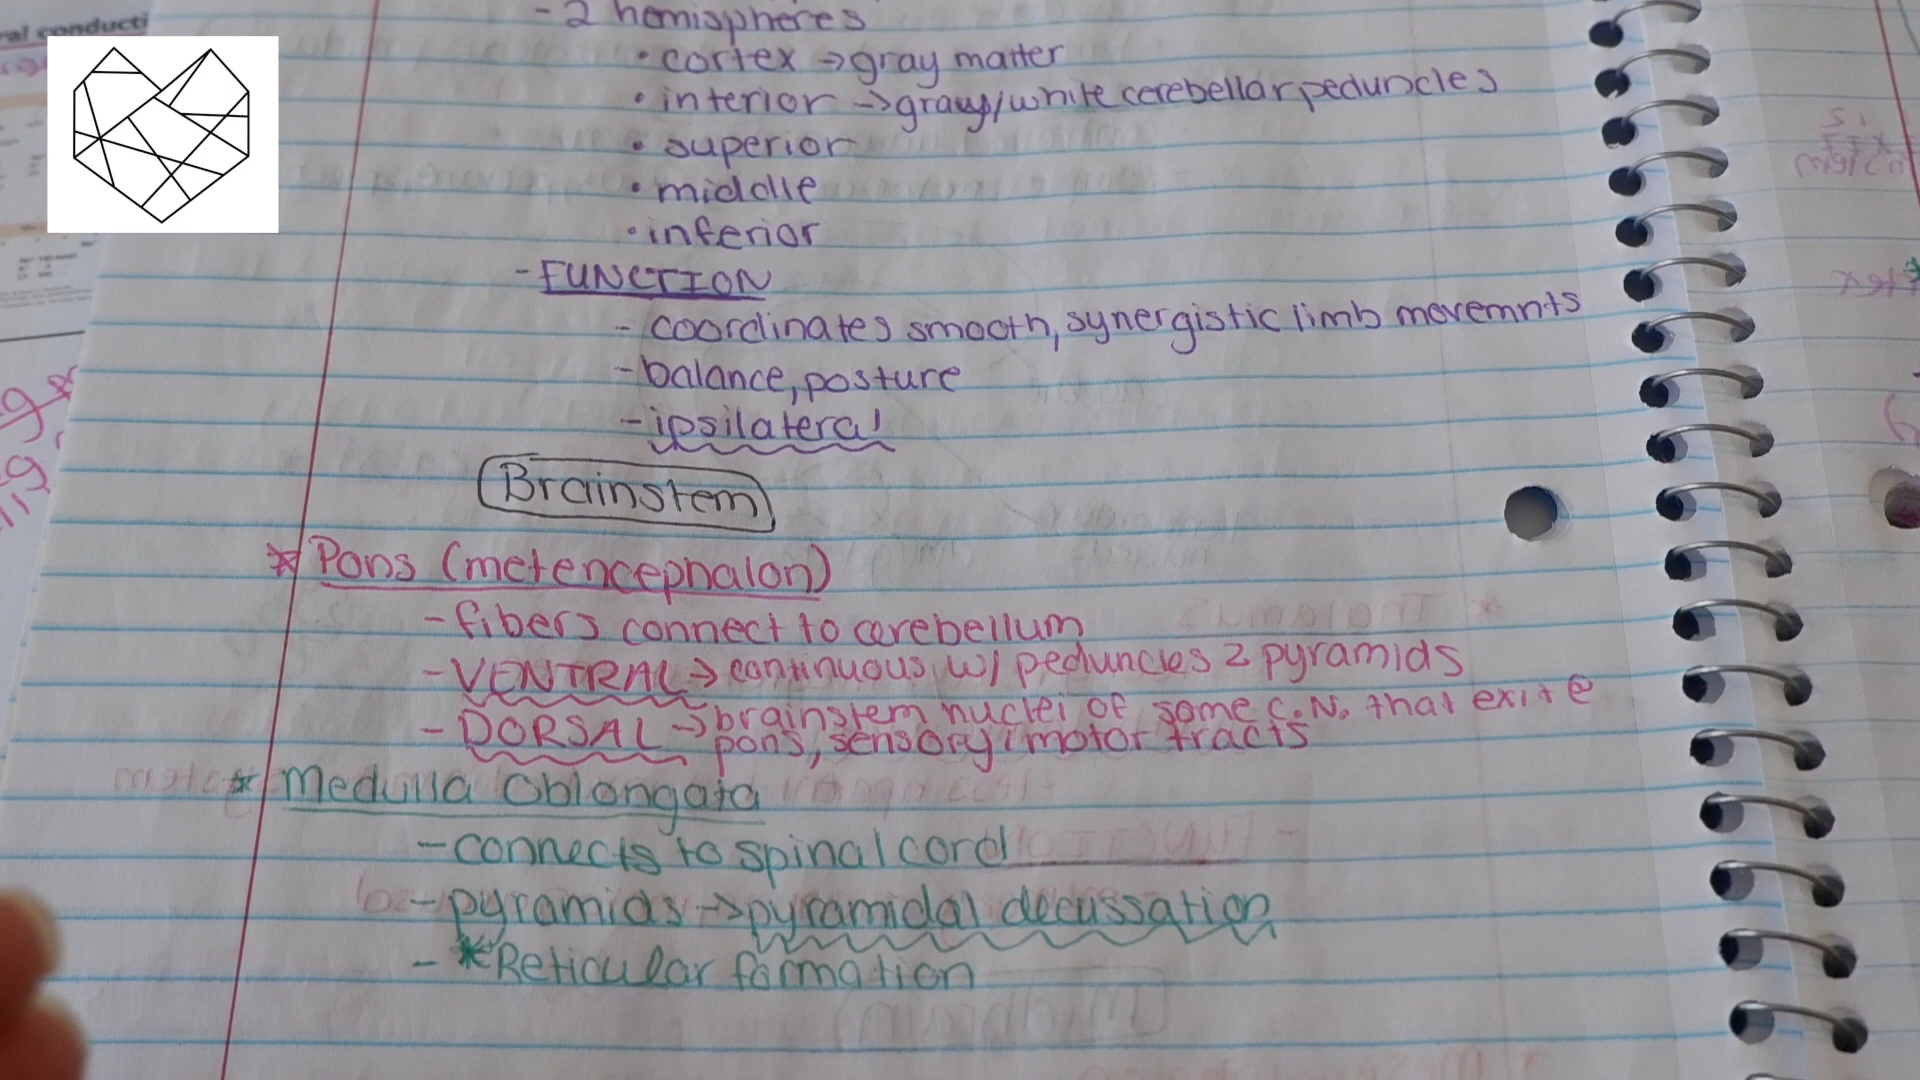 ral conducti
- 2 hemispheres
• cortex → gray matter
• interior → gray/white cerebellar peduncles
• superior
• middle
• inferior
- FUNCTION
- coordinates smooth, synergistic limb movemnts
- balance, posture
- ipsilateral
Brainstem
* Pons (metencephalon)
- fibers connect to cerebellum
- VENTRAL → continuous w/ peduncles 2 pyramids
- DORSAL → brainstem nuclei of some C.N. that exit @
pons, sensory/motor tracts
* Medulla Oblongata
- connects to spinal cord
- pyramids → pyramidal decussation
- *Reticular formation